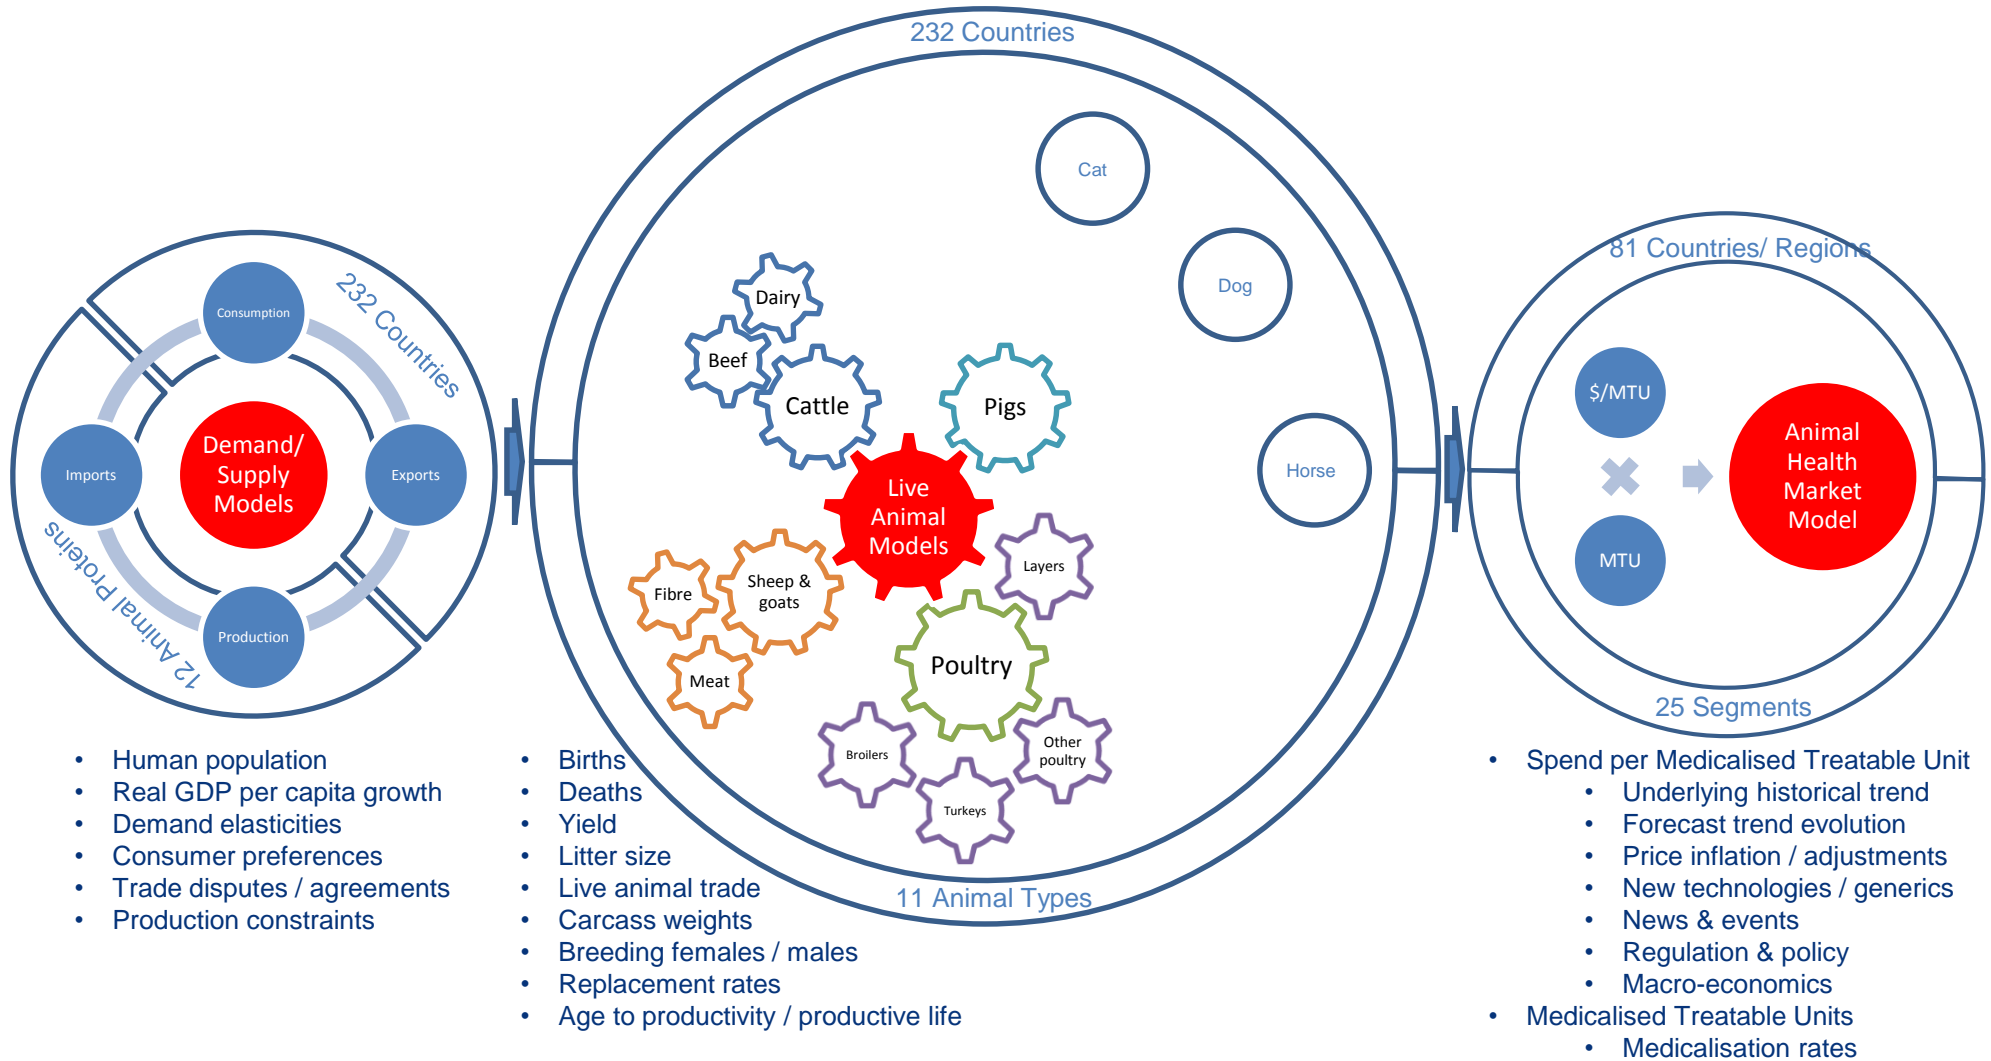 232 Countries
12 Animal Proteins
Consumption
Imports
Demand/
Supply
Models
Exports
Production
• Human population
• Real GDP per capita growth
• Demand elasticities
• Consumer preferences
• Trade disputes / agreements
• Production constraints
232 Countries
Cat
Dog
Horse
Dairy
Beef
Cattle
Pigs
Live
Animal
Models
Layers
Fibre
Sheep &
goats
Meat
Poultry
Broilers
Turkeys
Other
poultry
11 Animal Types
• Births
• Deaths
• Yield
• Litter size
• Live animal trade
• Carcass weights
• Breeding females / males
• Replacement rates
• Age to productivity / productive life
81 Countries/ Regions
$/MTU
MTU
Animal
Health
Market
Model
25 Segments
• Spend per Medicalised Treatable Unit
• Underlying historical trend
• Forecast trend evolution
• Price inflation / adjustments
• New technologies / generics
• News & events
• Regulation & policy
• Macro-economics
• Medicalised Treatable Units
• Medicalisation rates